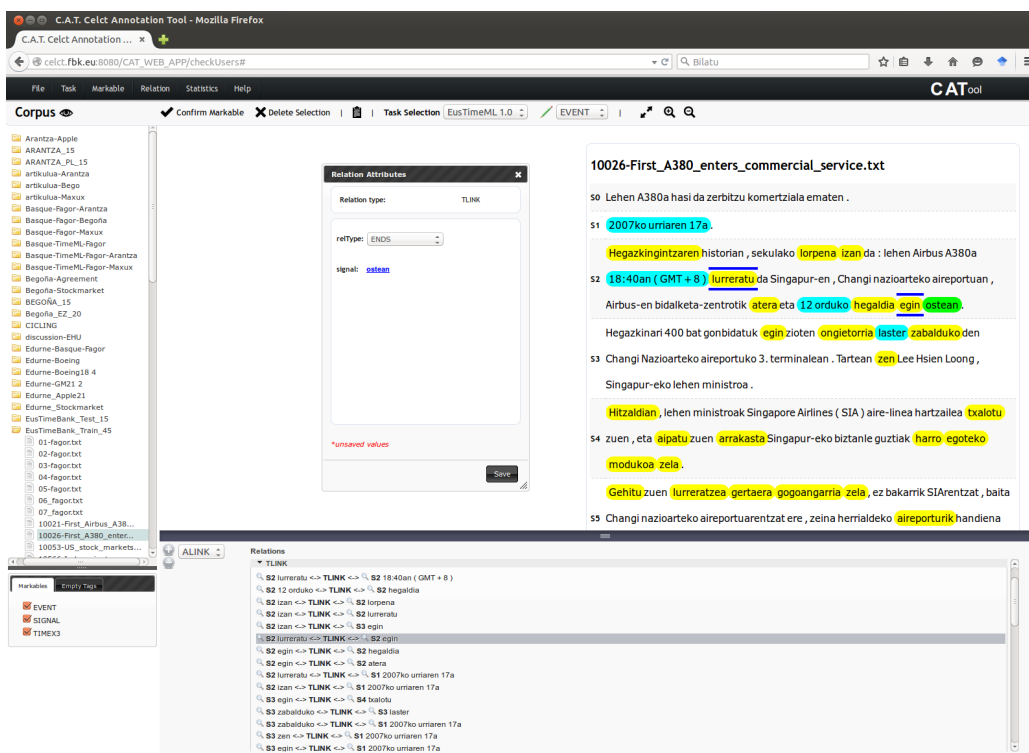 C.A.T. Celct Annotation Tool - Mozilla Firefox
C.A.T. Celct Annotation ... ×
celct.fbk.eu:8080/CAT_WEB_APP/checkUsers#
Bilatu
File Task Markable Relation Statistics Help
CATool
Corpus
Confirm Markable Delete Selection | | Task Selection EusTimeML 1.0 EVENT |
Arantza-Apple
ARANTZA_15
ARANTZA_PL_15
artikulua-Arantza
artikulua-Bego
artikulua-Maxux
Basque-Fagor-Arantza
Basque-Fagor-Begoña
Basque-Fagor-Maxux
Basque-TimeML-Fagor
Basque-TimeML-Fagor-Arantza
Basque-TimeML-Fagor-Maxux
Begoña-Agreement
Begoña-Stockmarket
BEGOÑA_15
Begoña_EZ_20
CICLING
discussion-EHU
Edurne-Basque-Fagor
Edurne-Boeing
Edurne-Boeing18 4
Edurne-GM21 2
Edurne_Apple21
Edurne_Stockmarket
EusTimeBank_Test_15
EusTimeBank_Train_45
01-fagor.txt
02-fagor.txt
03-fagor.txt
04-fagor.txt
05-fagor.txt
06_fagor.txt
07_fagor.txt
10021-First_Airbus_A38...
10026-First_A380_enter...
10053-US_stock_markets...
Markables Empty Tags
EVENT
SIGNAL
TIMEX3
Relation Attributes
Relation type: TLINK
relType: ENDS
signal: ostean
*unsaved values
Save
10026-First_A380_enters_commercial_service.txt
S0 Lehen A380a hasi da zerbitzu komertziala ematen .
S1 2007ko urriaren 17a.
Hegazkingintzaren historian , sekulako lorpena izan da : lehen Airbus A380a
S2 18:40an ( GMT + 8 ) lurreratu da Singapur-en , Changi nazioarteko aireportuan ,
Airbus-en bidalketa-zentrotik atera eta 12 orduko hegaldia egin ostean .
Hegazkinari 400 bat gonbidatuk egin zioten ongietorria laster zabalduko den
S3 Changi Nazioarteko aireportuko 3. terminalean . Tartean zen Lee Hsien Loong ,
Singapur-eko lehen ministroa .
Hitzaldian , lehen ministroak Singapore Airlines ( SIA ) aire-linea hartzailea txalotu
S4 zuen , eta aipatu zuen arrakasta Singapur-eko biztanle guztiak harro egoteko
modukoa zela .
Gehitu zuen lurreratzea gertaera gogoangarria zela , ez bakarrik SIArentzat , baita
S5 Changi nazioarteko aireportuarentzat ere , zeina herrialdeko aireporturik handiena
ALINK
Relations
TLINK
S2 lurreratu <-> TLINK <-> S2 18:40an ( GMT + 8 )
S2 12 orduko <-> TLINK <-> S2 hegaldia
S2 izan <-> TLINK <-> S2 lorpena
S2 izan <-> TLINK <-> S2 lurreratu
S2 izan <-> TLINK <-> S3 egin
S2 lurreratu <-> TLINK <-> S2 egin
S2 egin <-> TLINK <-> S2 hegaldia
S2 egin <-> TLINK <-> S2 atera
S2 lurreratu <-> TLINK <-> S1 2007ko urriaren 17a
S2 izan <-> TLINK <-> S1 2007ko urriaren 17a
S3 egin <-> TLINK <-> S4 txalotu
S3 zabalduko <-> TLINK <-> S3 laster
S3 zabalduko <-> TLINK <-> S1 2007ko urriaren 17a
S3 zen <-> TLINK <-> S1 2007ko urriaren 17a
S3 egin <-> TLINK <-> S1 2007ko urriaren 17a